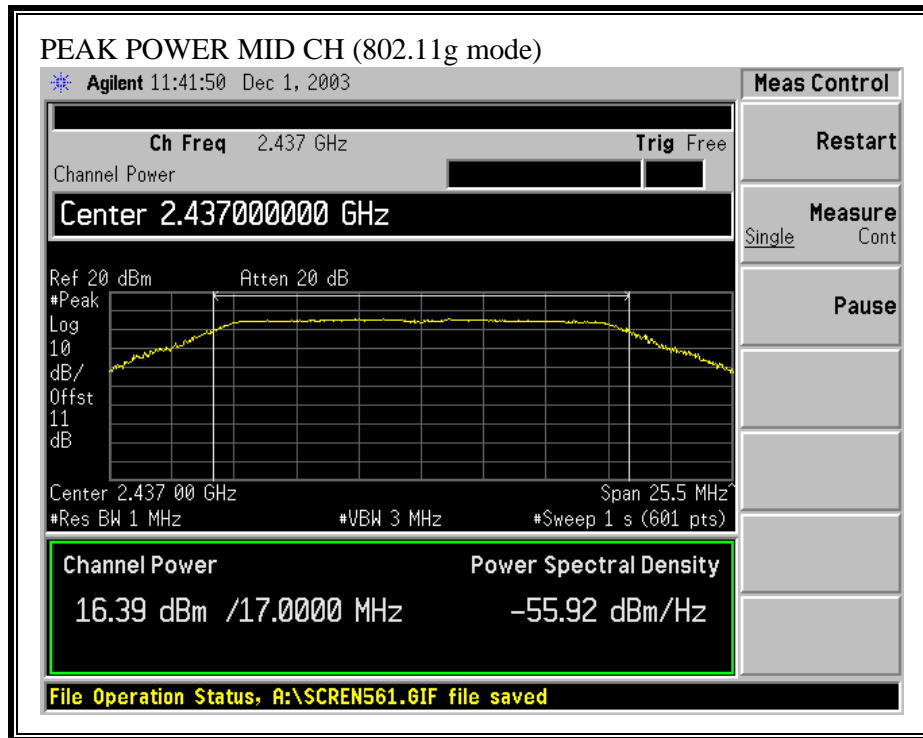 PEAK POWER MID CH (802.11g mode)
Agilent 11:41:50 Dec 1, 2003
Meas Control
Ch Freq 2.437 GHz Trig Free
Channel Power
Center 2.437000000 GHz
Restart
Measure
Single Cont
Pause
Ref 20 dBm Atten 20 dB
#Peak
Log
10
dB/
Offst
11
dB
Center 2.437 00 GHz Span 25.5 MHz^
#Res BW 1 MHz #VBW 3 MHz #Sweep 1 s (601 pts)
Channel Power Power Spectral Density
16.39 dBm /17.0000 MHz -55.92 dBm/Hz
File Operation Status, A:\SCREN561.GIF file saved